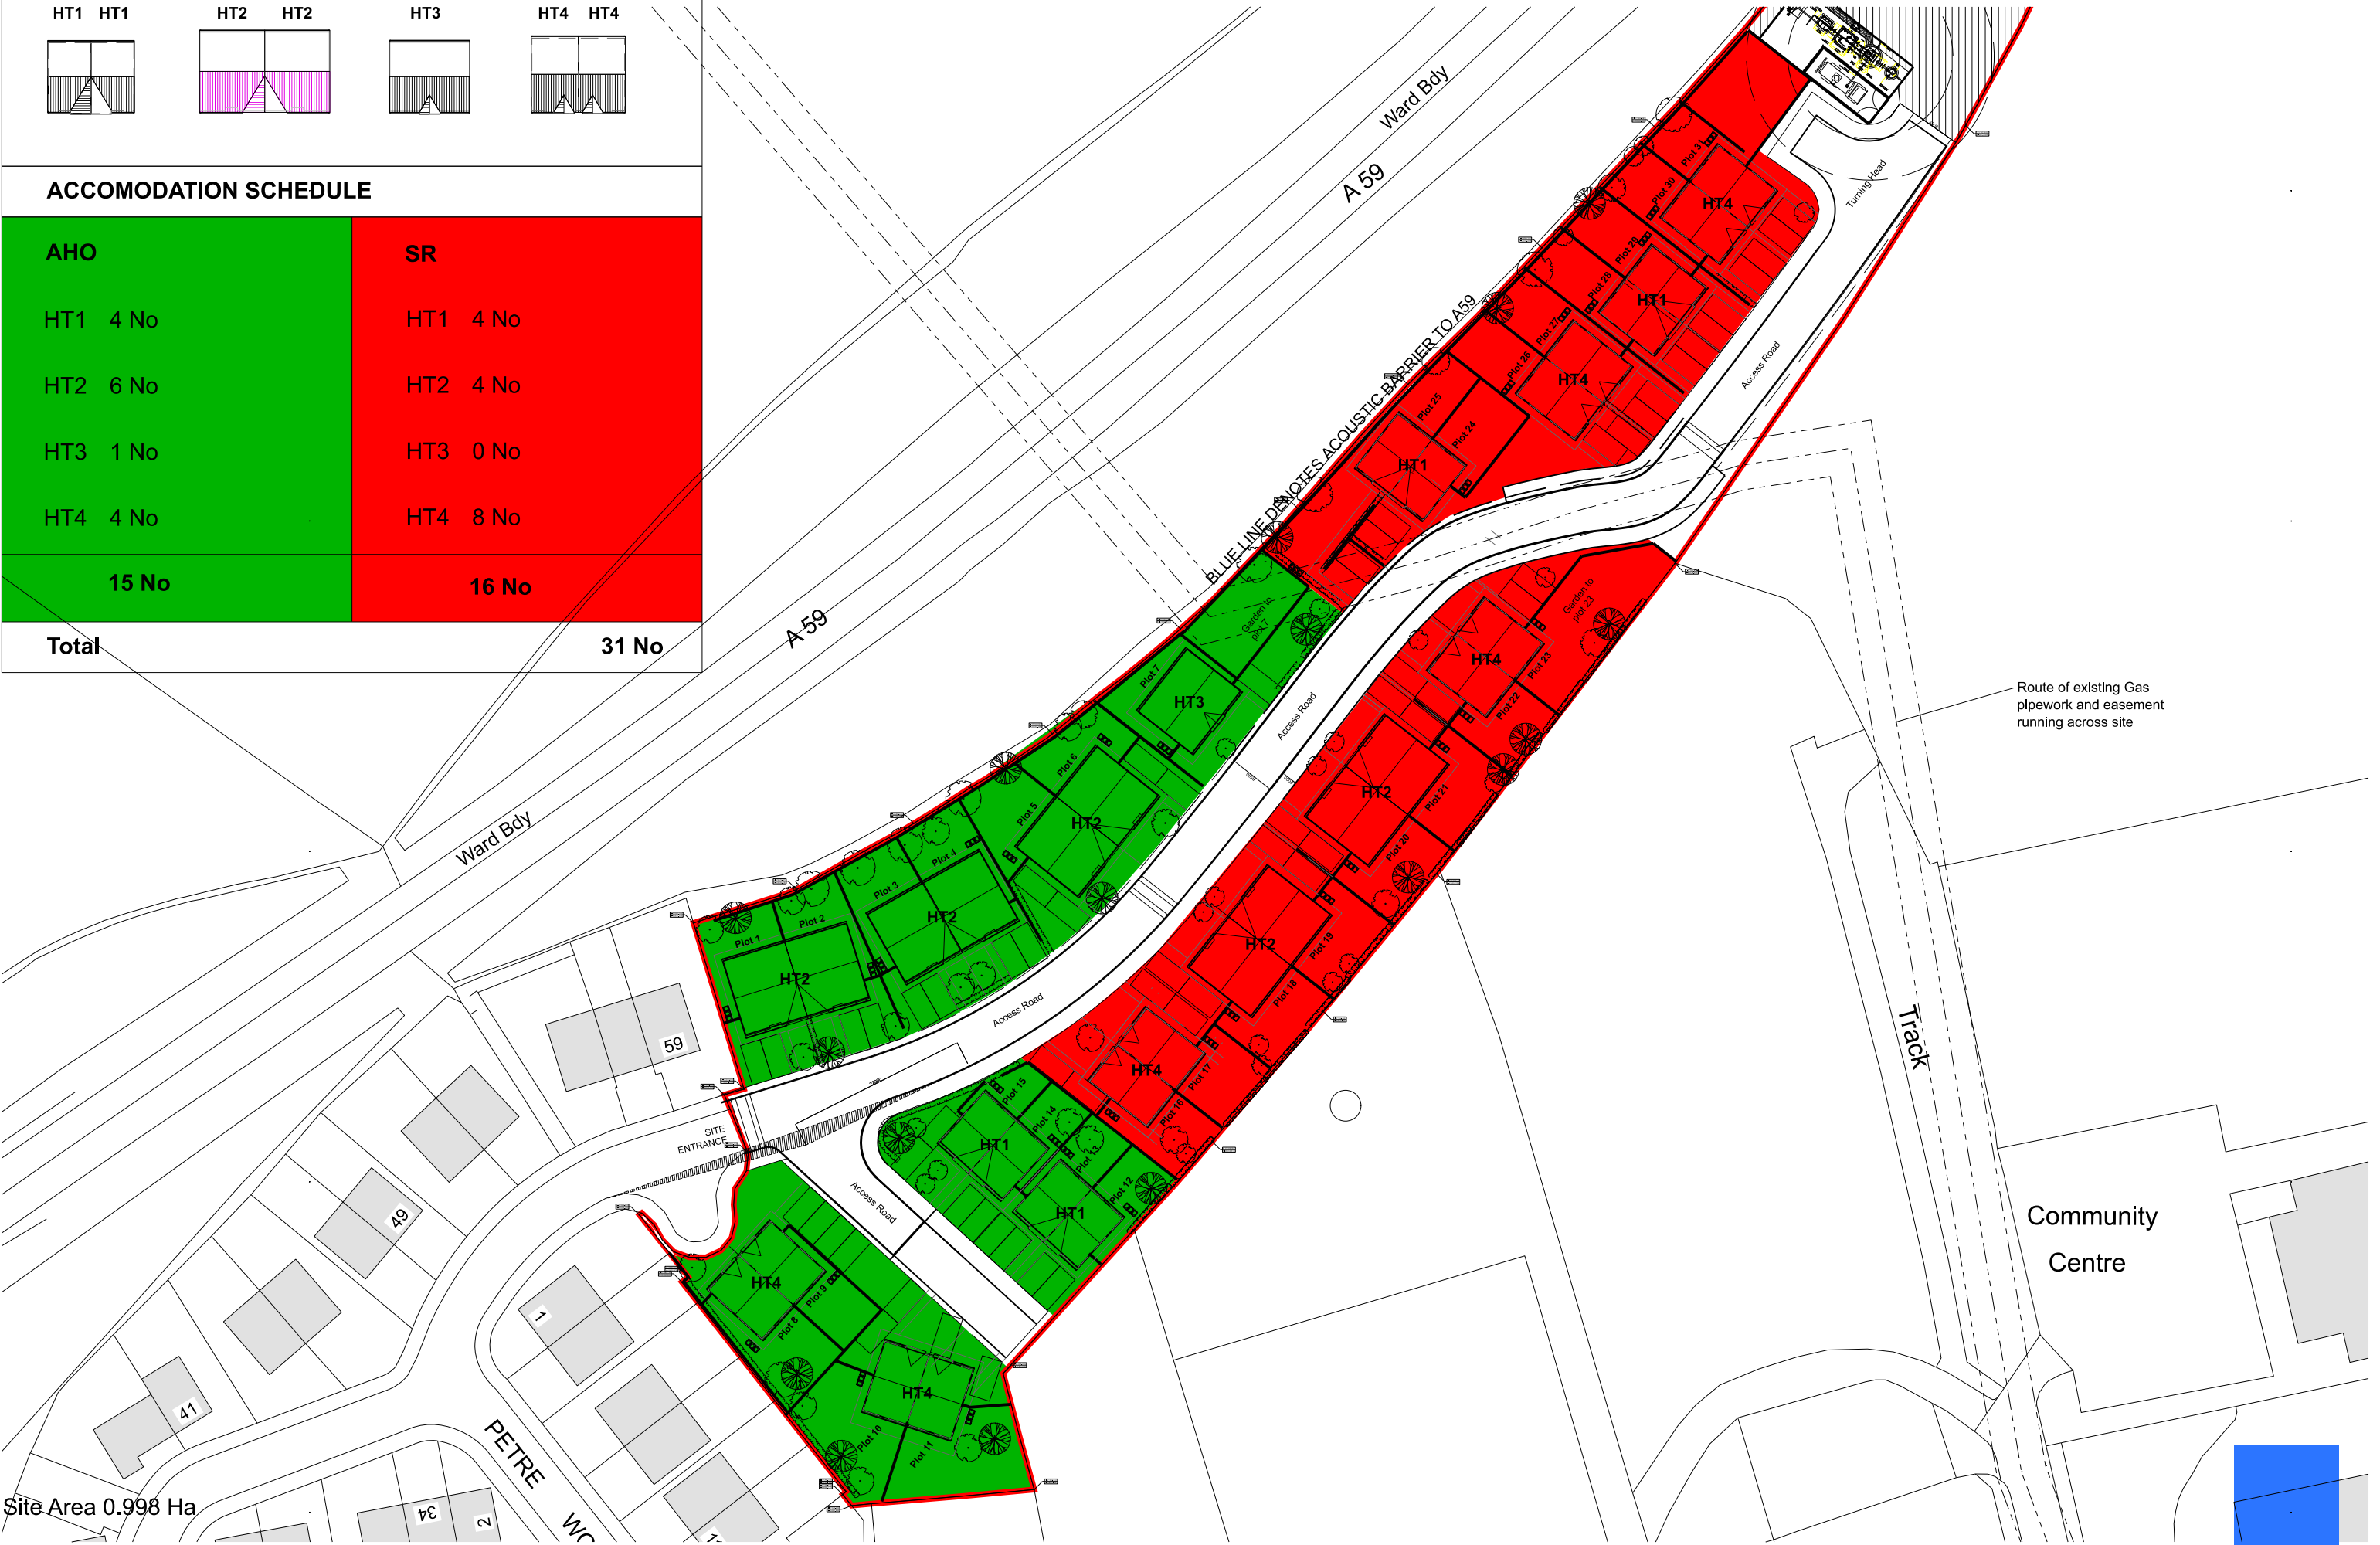 HT1 HT1 HT2 HT2 HT3 HT4 HT4
ACCOMODATION SCHEDULE
AHO
HT1 4 No
HT2 6 No
HT3 1 No
HT4 4 No
15 No
SR
HT1 4 No
HT2 4 No
HT3 0 No
HT4 8 No
16 No
Total 31 No
Ward Bdy
A 59
BLUE LINE DENOTES ACOUSTIC BARRIER TO A59
A 59
Ward Bdy
Turning Head
Access Road
Plot 31
Plot 30
HT4
Plot 29
Plot 28
HT1
Plot 27
Plot 26
HT4
Plot 25
Plot 24
HT1
Garden to
plot 7
Plot 7
HT3
Access Road
Plot 6
Plot 5
HT2
Plot 4
Plot 3
HT2
Plot 2
Plot 1
HT2
Access Road
Garden to
plot 23
Plot 23
Plot 22
HT4
Plot 21
Plot 20
HT2
Plot 19
Plot 18
HT2
Plot 17
Plot 16
HT4
Plot 15
Plot 14
HT1
Plot 13
Plot 12
HT1
Access Road
SITE
ENTRANCE
HT4
Plot 9
Plot 8
HT4
Plot 10
Plot 11
Route of existing Gas
pipework and easement
running across site
Track
Community
Centre
59
49
41
1
34
2
PETRE
Site Area 0.998 Ha